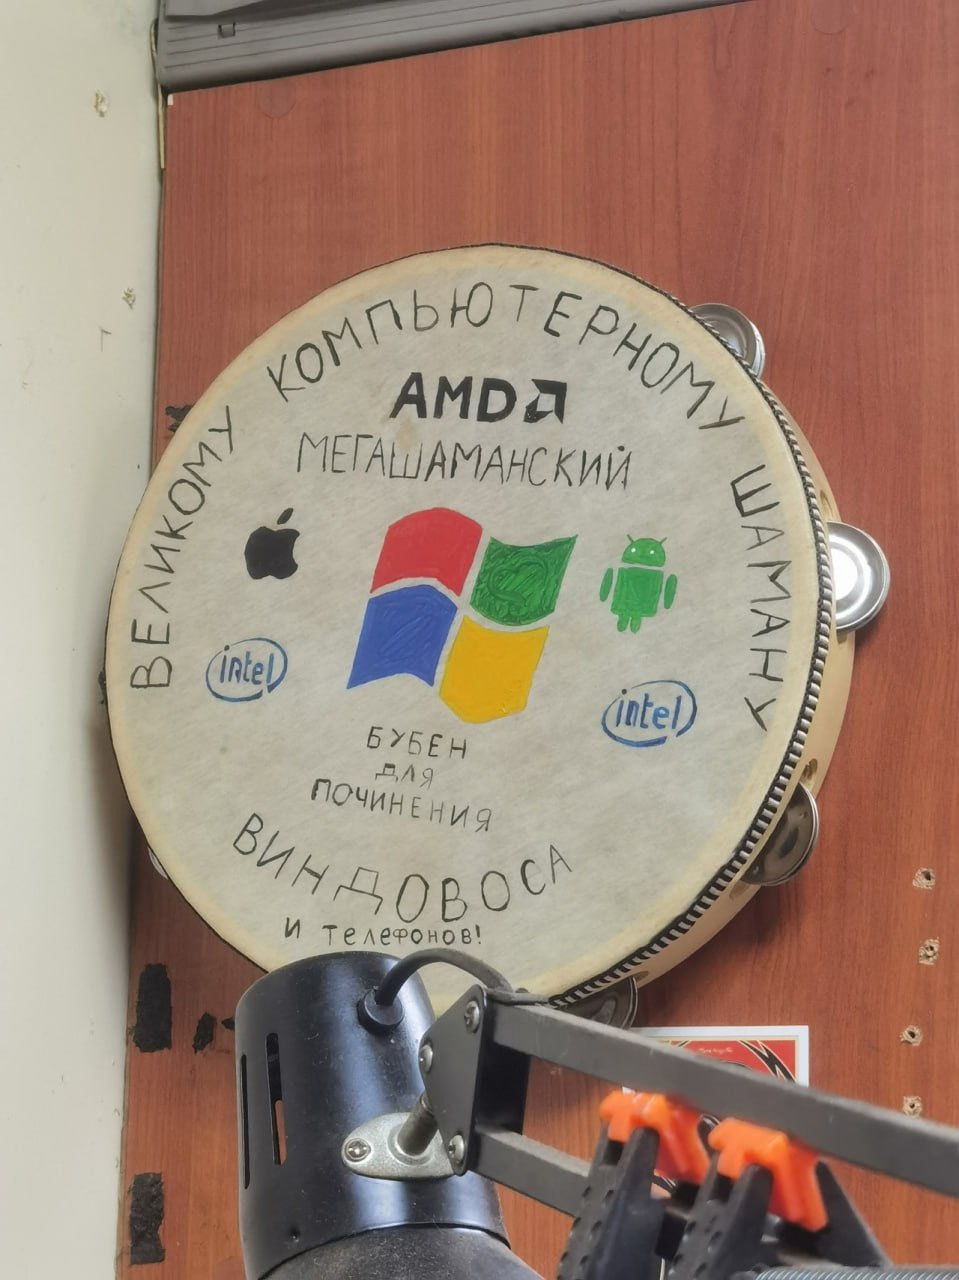 ВЕЛИКОМУ КОМПЬЮТЕРНОМУ ШАМАНУ
AMD
МЕГАШАМАНСКИЙ
intel
intel
БУБЕН
ДЛЯ
ПОЧИНЕНИЯ
ВИНДОВОСА
И ТЕЛЕФОНОВ!